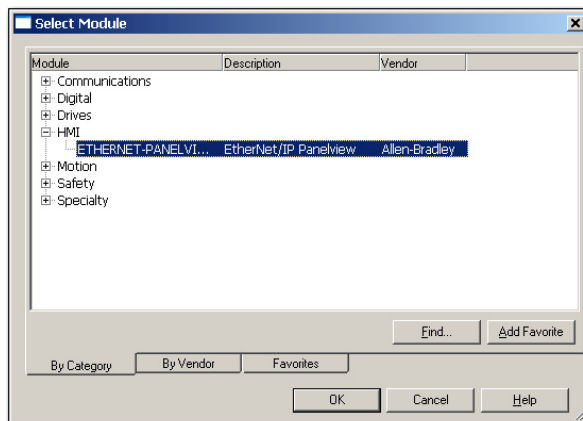 Select Module
Module Description Vendor
Communications
Digital
Drives
HMI
ETHERNET-PANELVI... EtherNet/IP Panelview Allen-Bradley
Motion
Safety
Specialty
Find... Add Favorite
By Category By Vendor Favorites
OK Cancel Help